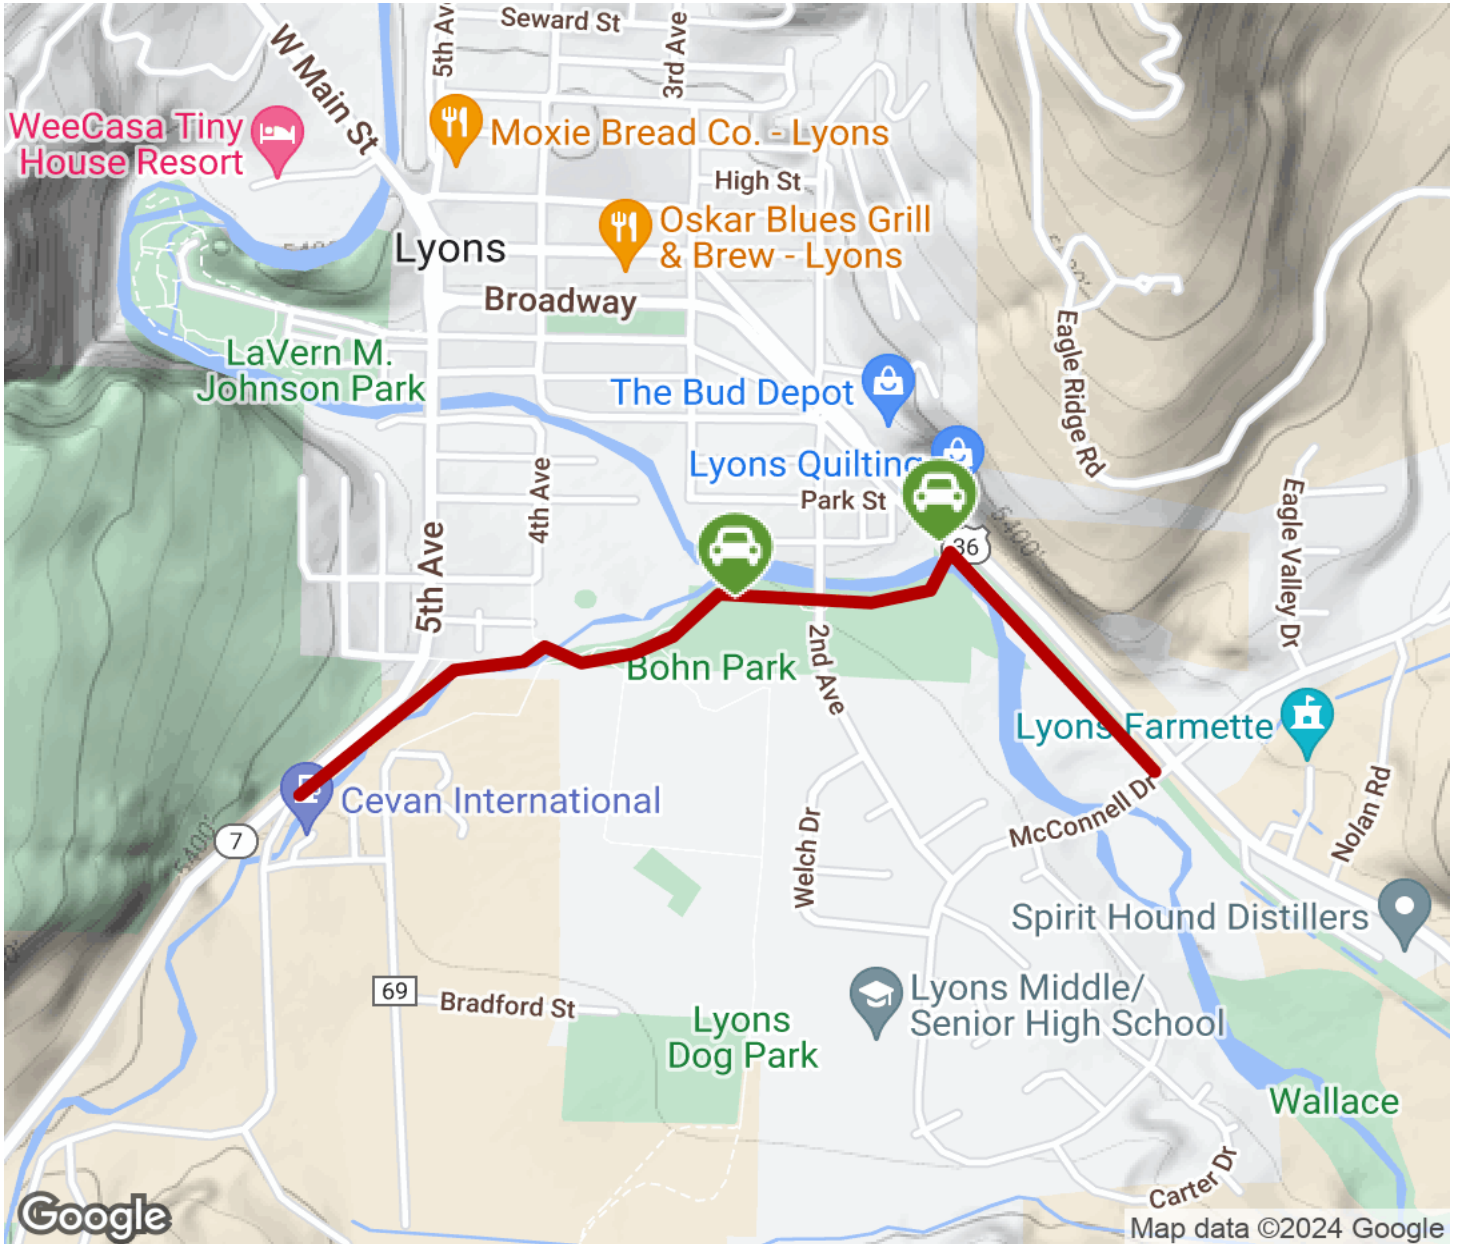 Seward St
5th Av
3rd Ave
W Main St
WeeCasa Tiny
House Resort
Moxie Bread Co. - Lyons
High St
Oskar Blues Grill
& Brew - Lyons
Lyons
Broadway
LaVern M.
Johnson Park
The Bud Depot
Eagle Ridge Rd
Lyons Quilting
Park St
4th Ave
5th Ave
36
5400'
Eagle Valley Dr
2nd Ave
Bohn Park
Lyons Farmette
Cevan International
7
5400'
McConnell Dr
Nolan Rd
Welch Dr
Spirit Hound Distillers
69
Bradford St
Lyons
Dog Park
Lyons Middle/
Senior High School
Wallace
Carter Dr
Google
Map data ©2024 Google